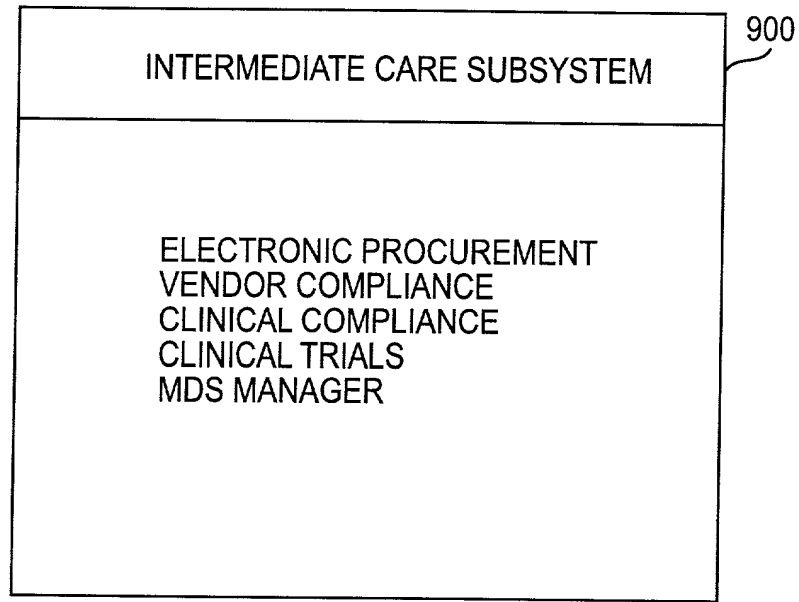 900
INTERMEDIATE CARE SUBSYSTEM
ELECTRONIC PROCUREMENT
VENDOR COMPLIANCE
CLINICAL COMPLIANCE
CLINICAL TRIALS
MDS MANAGER